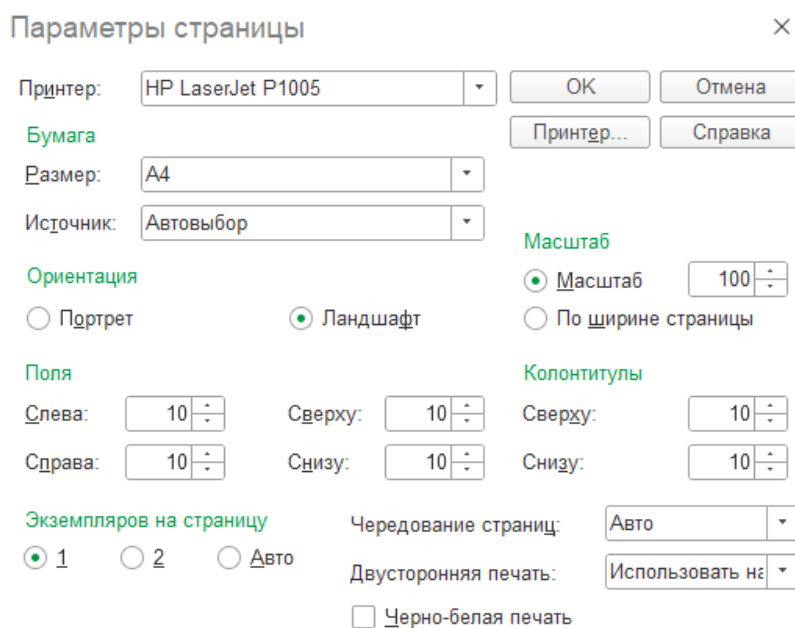 Параметры страницы
Принтер: HP LaserJet P1005 OK Отмена
Бумага Принтер... Справка
Размер: A4
Источник: Автовыбор
Масштаб
Ориентация Масштаб 100
Портрет Ландшафт По ширине страницы
Поля Колонтитулы
Слева: 10 Сверху: 10 Сверху: 10
Справа: 10 Снизу: 10 Снизу: 10
Экземпляров на страницу Чередование страниц: Авто
1 2 Авто
Двусторонняя печать: Использовать на
Черно-белая печать